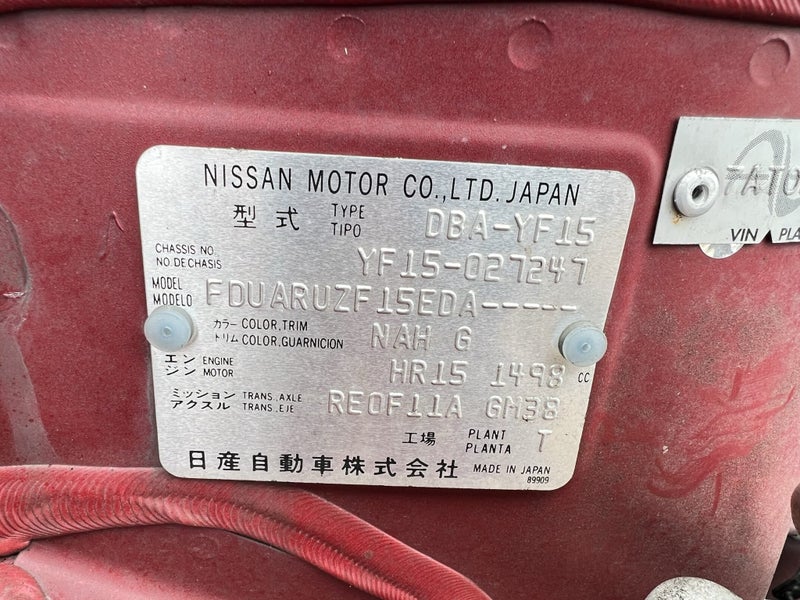 NISSAN MOTOR CO.,LTD. JAPAN
型式 TYPE TIPO DBA-YF15
CHASSIS NO. NO. DE CHASIS YF15-027247
MODEL MODELO FDUARUZF15EDA-----
カラー COLOR, TRIM
トリム COLOR, GUARNICION NAH G
エン ENGINE
ジン MOTOR HR15 1498 CC
ミッション TRANS., AXLE
アクスル TRANS., EJE RE0F11A GM38
工場 PLANT PLANTA T
日産自動車株式会社 MADE IN JAPAN
89909
VIN PLA